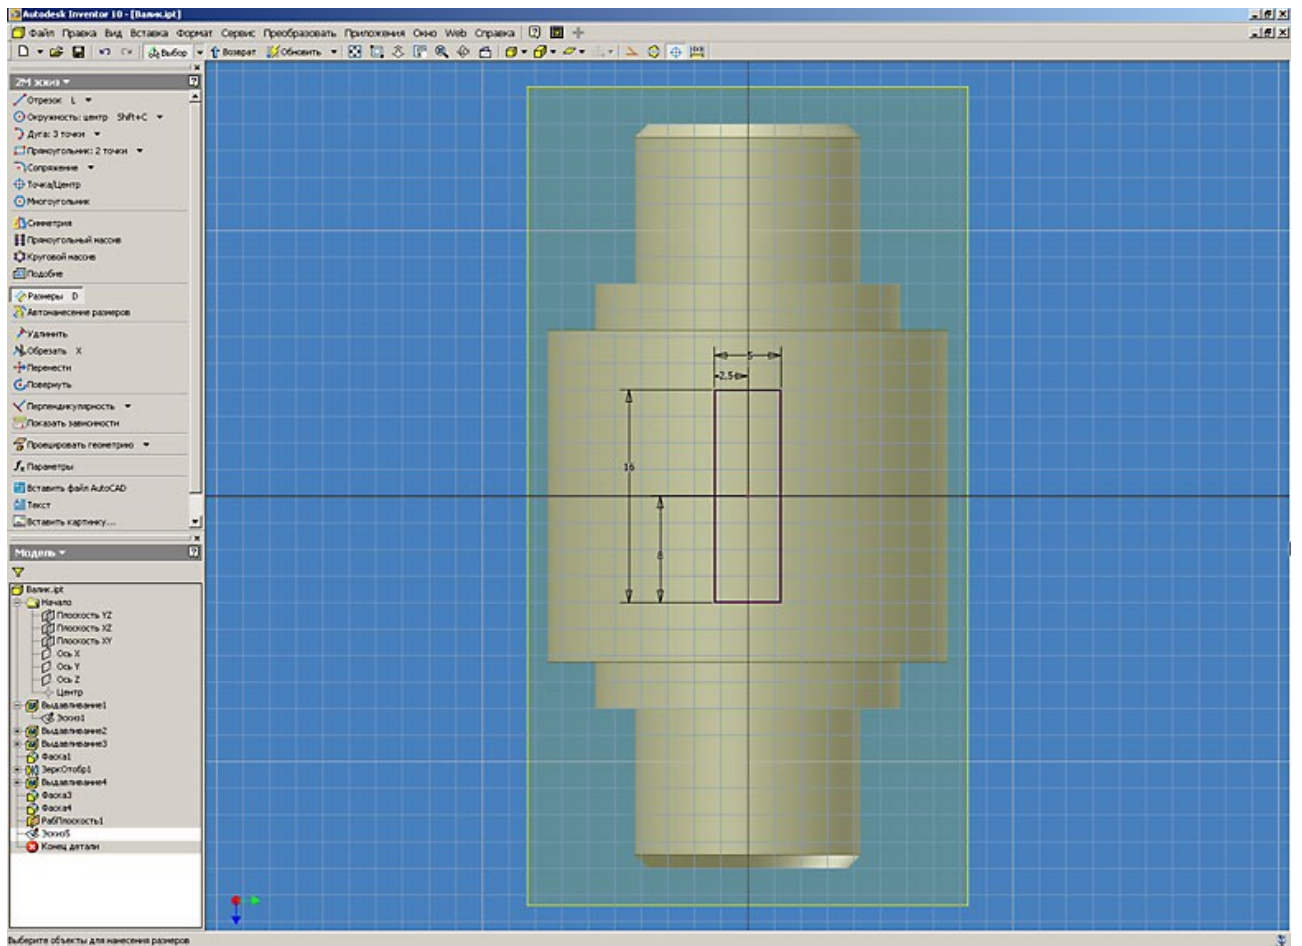 Autodesk Inventor 10 - [Валик.ipt]
Файл Правка Вид Вставка Формат Сервис Преобразовать Приложения Окно Web Справка
Выбор Возврат Обновить
2М эскиз
Отрезок L
Окружность: центр Shift+C
Дуга: 3 точки
Прямоугольник: 2 точки
Сопряжение
Точка/Центр
Многоугольник
Симметрия
Прямоугольный массив
Круговой массив
Подобие
Размеры D
Автонанесение размеров
Удлинить
Обрезать X
Перенести
Повернуть
Перпендикулярность
Показать зависимости
Проецировать геометрию
fx Параметры
Вставить файл AutoCAD
Текст
Вставить картинку...
Модель
Валик.ipt
Начало
Плоскость YZ
Плоскость XZ
Плоскость XY
Ось X
Ось Y
Ось Z
Центр
Выдавливание1
Эскиз1
Выдавливание2
Выдавливание3
Фаска1
ЗеркОтобр1
Выдавливание4
Фаска3
Фаска4
РабПлоскость1
Эскиз5
Конец детали
5
2,5
16
8
Выберите объекты для нанесения размеров